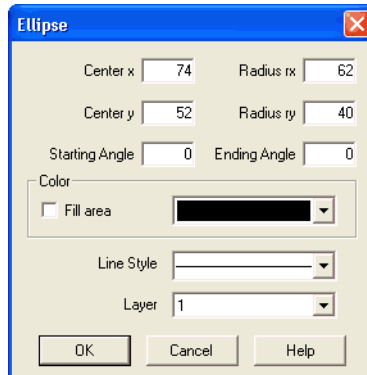 Ellipse
Center x 74 Radius rx 62
Center y 52 Radius ry 40
Starting Angle 0 Ending Angle 0
Color
Fill area
Line Style
Layer 1
OK Cancel Help